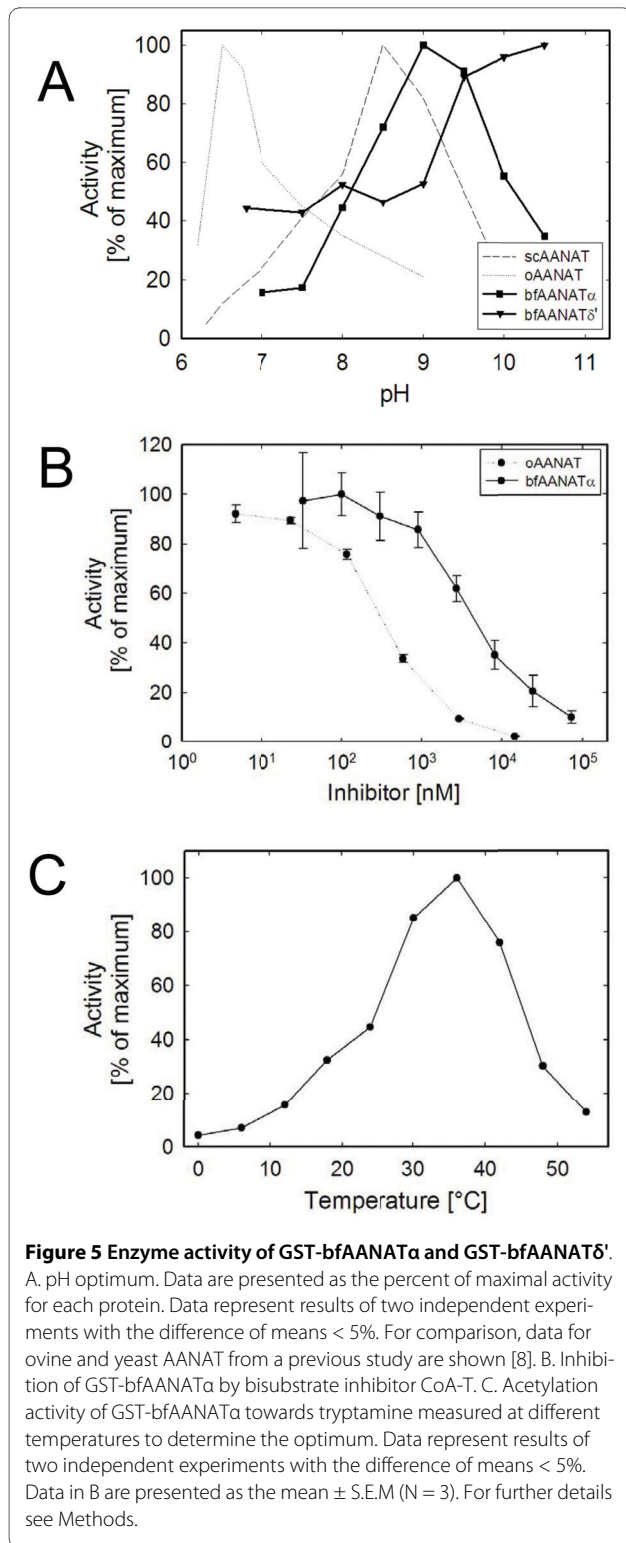 A
Activity
[% of maximum]
100
80
60
40
20
0
6 7 8 9 10 11
pH
scAANAT
oAANAT
bfAANATα
bfAANATδ'
B
Activity
[% of maximum]
120
100
80
60
40
20
0
10⁰ 10¹ 10² 10³ 10⁴ 10⁵
Inhibitor [nM]
oAANAT
bfAANATα
C
Activity
[% of maximum]
100
80
60
40
20
0
0 10 20 30 40 50
Temperature [°C]
Figure 5 Enzyme activity of GST-bfAANATα and GST-bfAANATδ'.
A. pH optimum. Data are presented as the percent of maximal activity
for each protein. Data represent results of two independent experi-
ments with the difference of means < 5%. For comparison, data for
ovine and yeast AANAT from a previous study are shown [8]. B. Inhibi-
tion of GST-bfAANATα by bisubstrate inhibitor CoA-T. C. Acetylation
activity of GST-bfAANATα towards tryptamine measured at different
temperatures to determine the optimum. Data represent results of
two independent experiments with the difference of means < 5%.
Data in B are presented as the mean ± S.E.M (N = 3). For further details
see Methods.